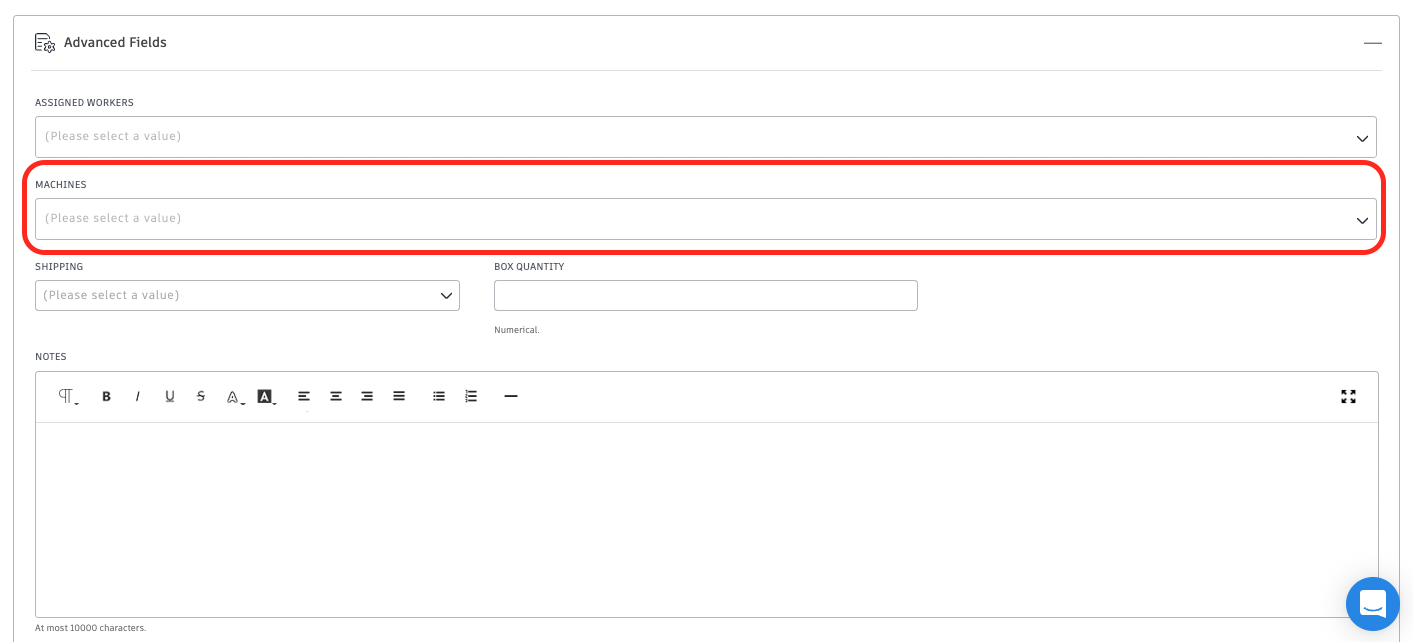 Advanced Fields
ASSIGNED WORKERS
(Please select a value)
MACHINES
(Please select a value)
SHIPPING
BOX QUANTITY
(Please select a value)
Numerical.
NOTES
B I U S A A
At most 10000 characters.